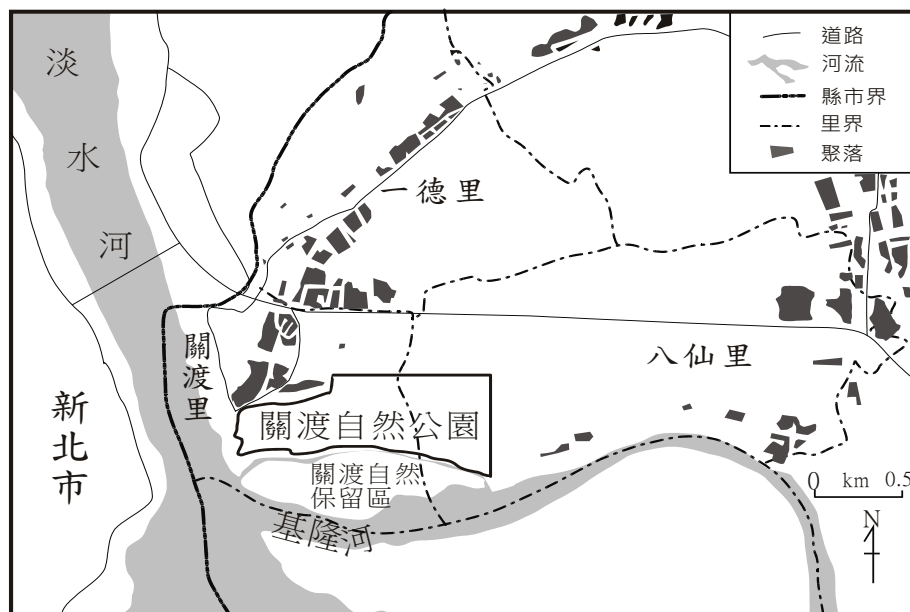 道路
河流
縣市界
里界
聚落
淡水河
一德里
關渡里
八仙里
新北市
關渡自然公園
關渡自然
保留區
基隆河
0 km 0.5
N